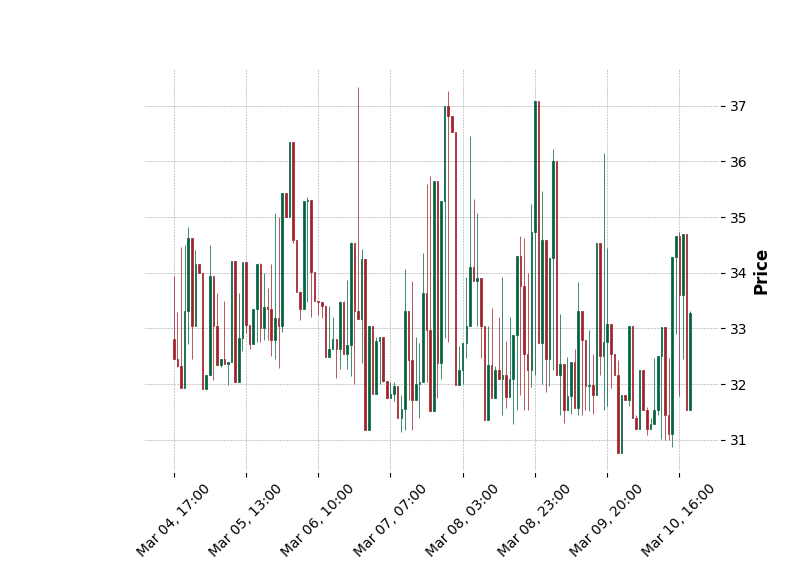 37
36
35
34
33
32
31
Price
Mar 04, 17:00
Mar 05, 13:00
Mar 06, 10:00
Mar 07, 07:00
Mar 08, 03:00
Mar 08, 23:00
Mar 09, 20:00
Mar 10, 16:00